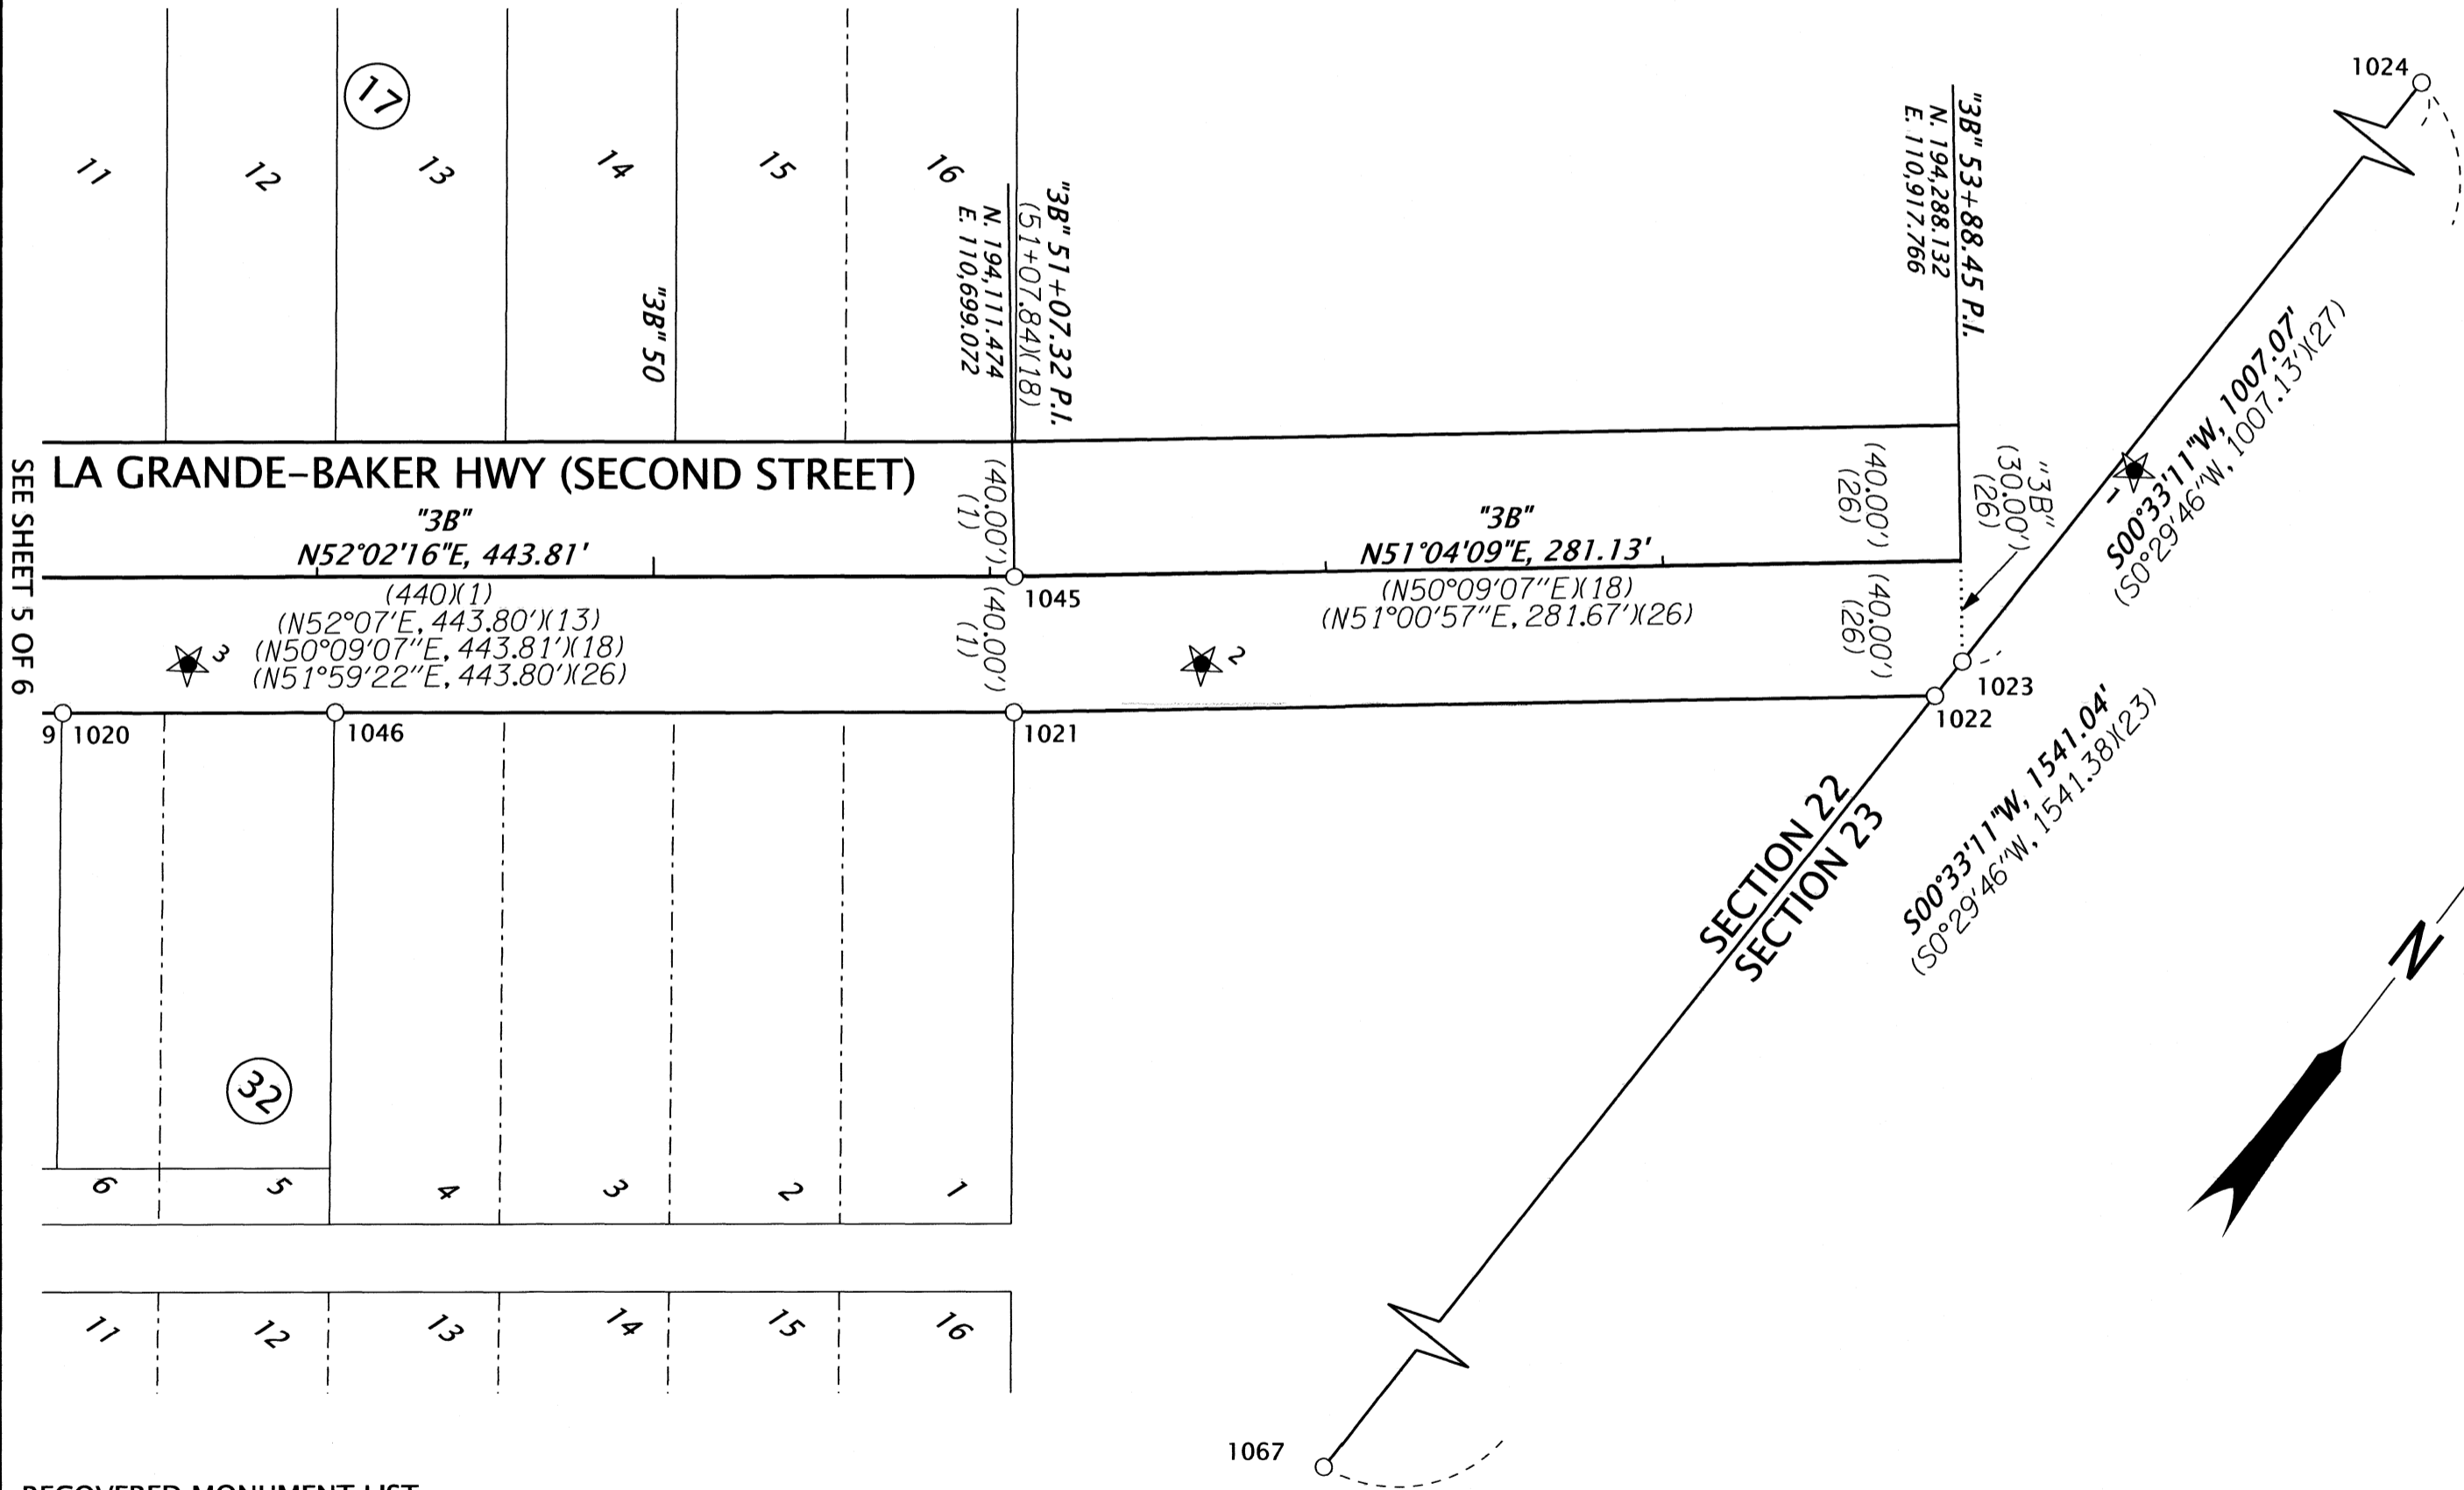 1024
17
11
12
13
14
15
16
"3B" 50
"3B" 51+07.32 P.I.
(51+07.84)(18)
N. 194,111.474
E. 110,699.072
"3B" 53+88.45 P.I.
N. 194,288.132
E. 110,917.766
S00°33'11"W, 1007.07'
(S0°29'46"W, 1007.13')(27)
1
SEE SHEET 5 OF 6
LA GRANDE-BAKER HWY (SECOND STREET)
"3B"
N52°02'16"E, 443.81'
(440)(1)
(N52°07'E, 443.80')(13)
(N50°09'07"E, 443.81')(18)
(N51°59'22"E, 443.80')(26)
3
(40.00')
(1)
(40.00')
(1)
1045
"3B"
N51°04'09"E, 281.13'
(N50°09'07"E)(18)
(N51°00'57"E, 281.67')(26)
2
(40.00')
(26)
(40.00')
(26)
"3B"
(30.00')
(26)
1023
1022
9 1020
1046
1021
S00°33'11"W, 1541.04'
(S0°29'46"W, 1541.38)(23)
SECTION 22
SECTION 23
N
32
6
5
4
3
2
1
11
12
13
14
15
16
1067
RECOVERED MONUMENT LIST